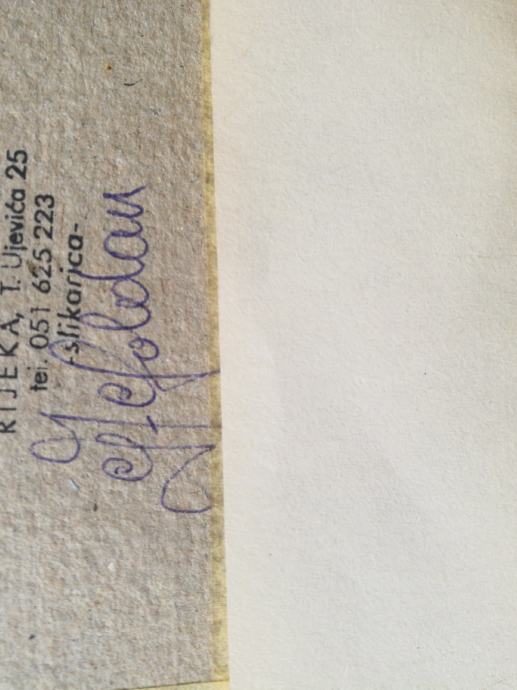 RIJEKA, T. Ujevića 25
tel. 051 625 223
-slikarica-